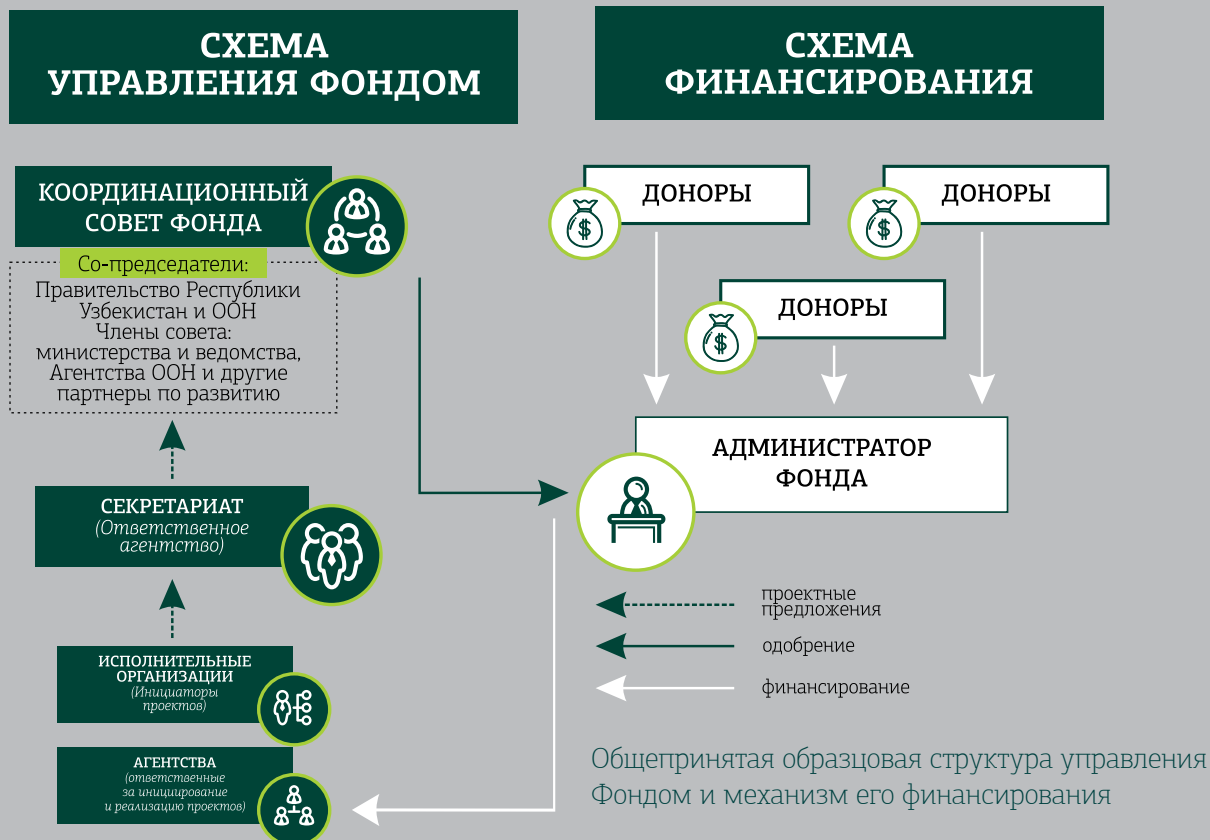 СХЕМА
УПРАВЛЕНИЯ ФОНДОМ
КООРДИНАЦИОННЫЙ
СОВЕТ ФОНДА
Со-председатели:
Правительство Республики
Узбекистан и ООН
Члены совета:
министерства и ведомства,
Агентства ООН и другие
партнеры по развитию
СЕКРЕТАРИАТ
(Ответственное
агентство)
ИСПОЛНИТЕЛЬНЫЕ
ОРГАНИЗАЦИИ
(Инициаторы
проектов)
АГЕНТСТВА
(ответственные
за инициирование
и реализацию проектов)
СХЕМА
ФИНАНСИРОВАНИЯ
ДОНОРЫ
$
ДОНОРЫ
$
ДОНОРЫ
$
АДМИНИСТРАТОР
ФОНДА
проектные
предложения
одобрение
финансирование
Общепринятая образцовая структура управления
Фондом и механизм его финансирования